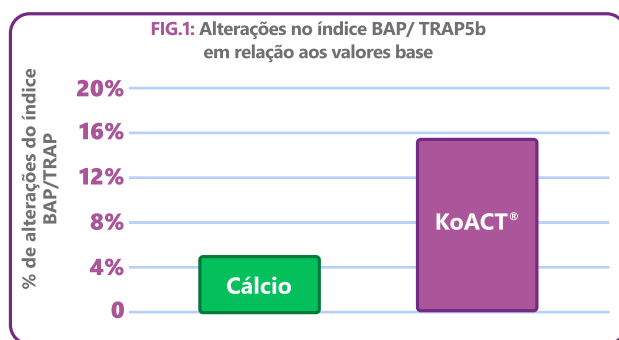 FIG.1: Alterações no índice BAP/ TRAP5b
em relação aos valores base
% de alterações do índice
BAP/TRAP
20%
16%
12%
8%
4%
0
Cálcio
KoACT®